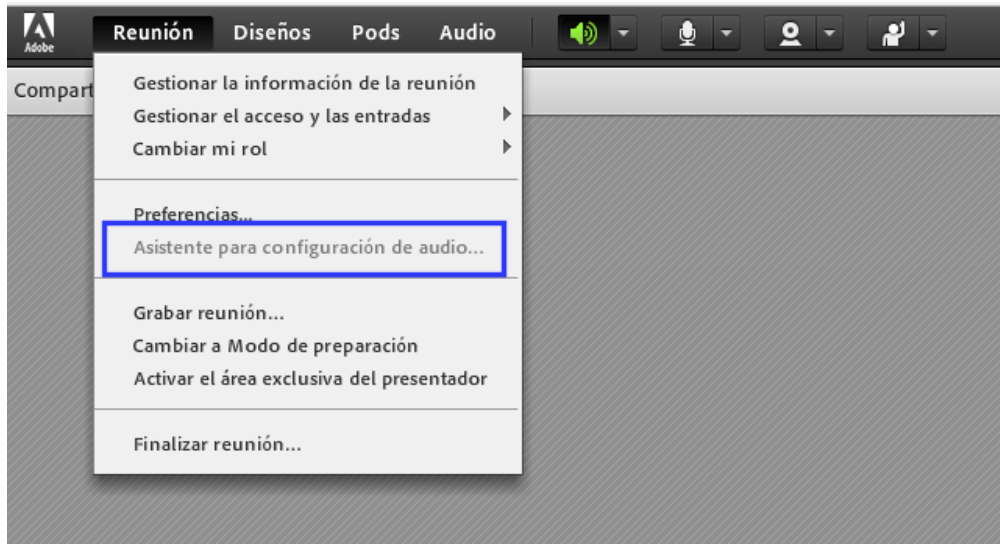 Adobe
Reunión Diseños Pods Audio
Compart
Gestionar la información de la reunión
Gestionar el acceso y las entradas
Cambiar mi rol
Preferencias...
Asistente para configuración de audio...
Grabar reunión...
Cambiar a Modo de preparación
Activar el área exclusiva del presentador
Finalizar reunión...